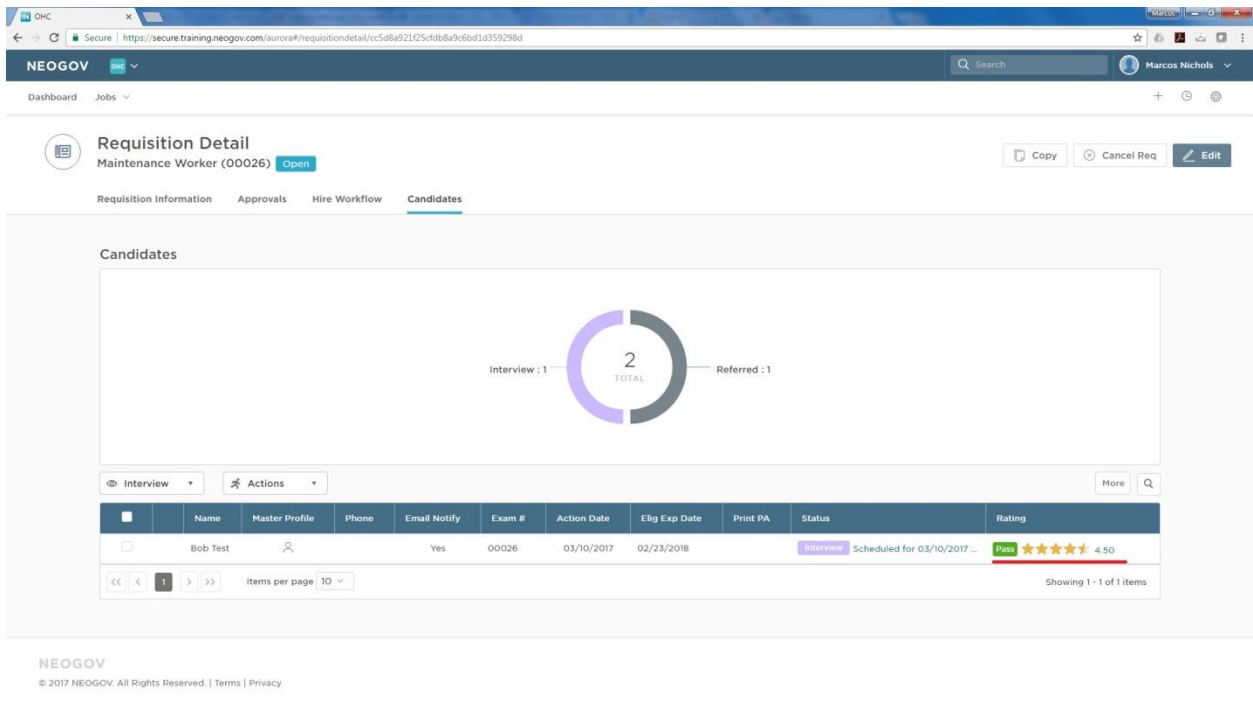 OHC
Marcos
Secure | https://secure.training.neogov.com/aurora#/requisitiondetail/cc5d8a921f25cfdb8a9c6bd1d359298d
NEOGOV OHC Search Marcos Nichols
Dashboard Jobs
Requisition Detail
Maintenance Worker (00026) Open
Copy Cancel Req Edit
Requisition Information Approvals Hire Workflow Candidates
Candidates
Interview : 1
2
TOTAL
Referred : 1
Interview Actions More
Name Master Profile Phone Email Notify Exam # Action Date Elig Exp Date Print PA Status Rating
Bob Test Yes 00026 03/10/2017 02/23/2018 Interview Scheduled for 03/10/2017 ... Pass 4.50
<< < 1 > >> Items per page 10 Showing 1 - 1 of 1 items
NEOGOV
© 2017 NEOGOV. All Rights Reserved. | Terms | Privacy